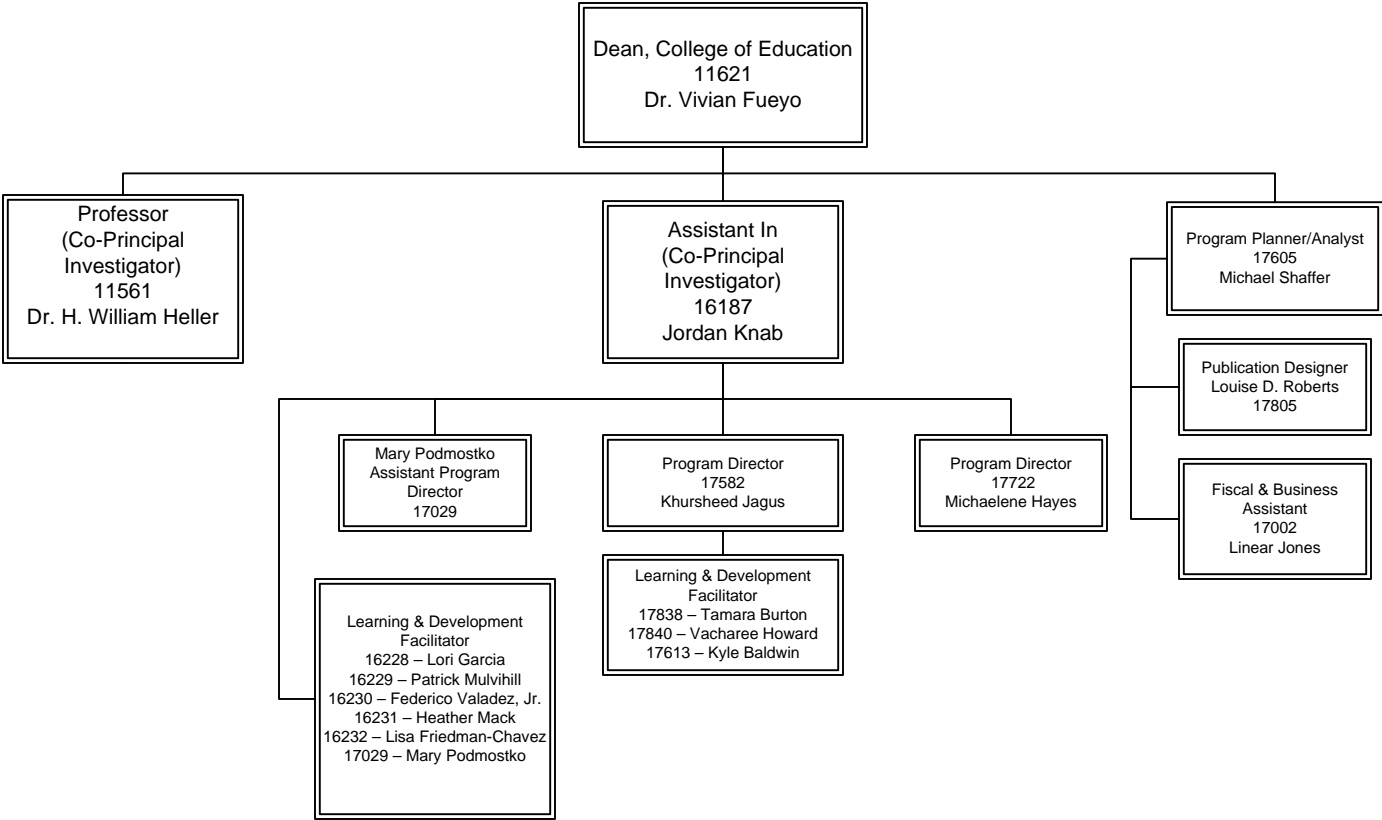 Dean, College of Education
11621
Dr. Vivian Fueyo
Professor
(Co-Principal
Investigator)
11561
Dr. H. William Heller
Assistant In
(Co-Principal
Investigator)
16187
Jordan Knab
Program Planner/Analyst
17605
Michael Shaffer
Publication Designer
Louise D. Roberts
17805
Fiscal & Business
Assistant
17002
Linear Jones
Mary Podmostko
Assistant Program
Director
17029
Program Director
17582
Khursheed Jagus
Program Director
17722
Michaelene Hayes
Learning & Development
Facilitator
16228 – Lori Garcia
16229 – Patrick Mulvihill
16230 – Federico Valadez, Jr.
16231 – Heather Mack
16232 – Lisa Friedman-Chavez
17029 – Mary Podmostko
Learning & Development
Facilitator
17838 – Tamara Burton
17840 – Vacharee Howard
17613 – Kyle Baldwin